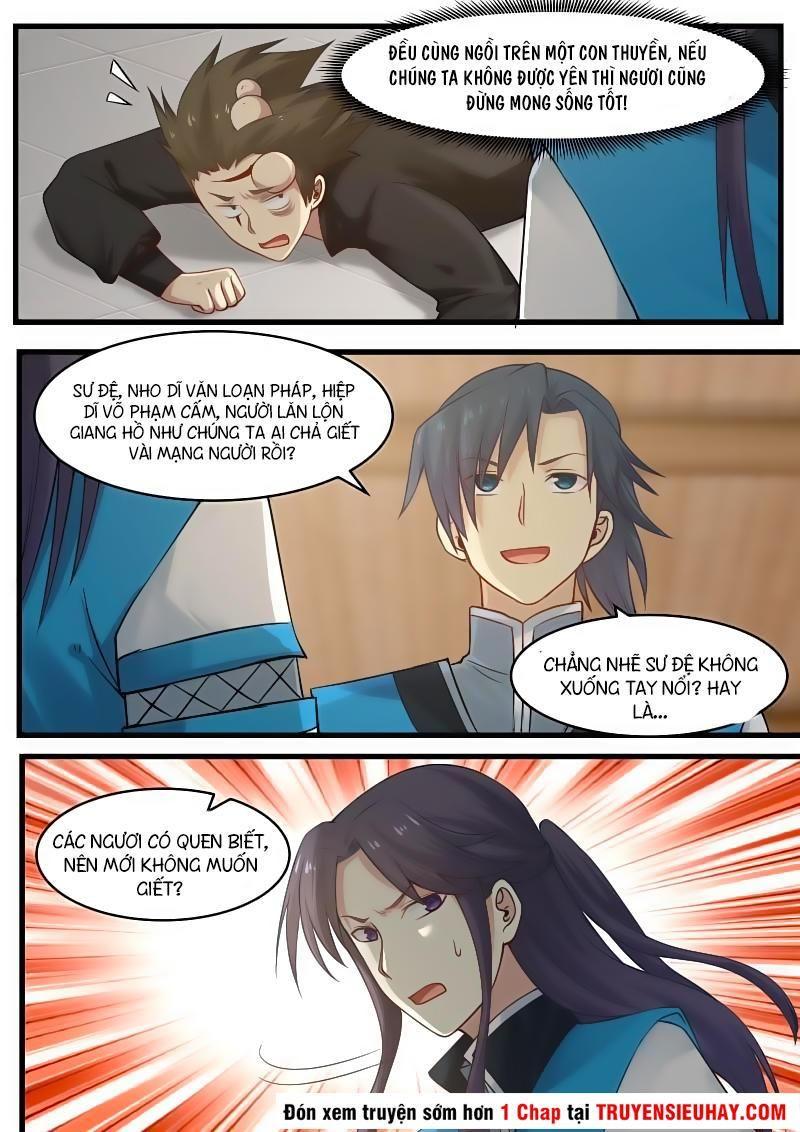 ĐỀU CÙNG NGỒI TRÊN MỘT CON THUYỀN, NẾU
CHÚNG TA KHÔNG ĐƯỢC YÊN THÌ NGƯƠI CŨNG
ĐỪNG MONG SỐNG TỐT!
SƯ ĐỆ, NHO DĨ VĂN LOẠN PHÁP, HIỆP
DĨ VÕ PHẠM CẤM, NGƯỜI LĂN LỘN
GIANG HỒ NHƯ CHÚNG TA AI CHẢ GIẾT
VÀI MẠNG NGƯỜI RỒI?
CHẲNG NHẼ SƯ ĐỆ KHÔNG
XUỐNG TAY NỔI? HAY
LÀ...
CÁC NGƯƠI CÓ QUEN BIẾT,
NÊN MỚI KHÔNG MUỐN
GIẾT?
Đón xem truyện sớm hơn 1 Chap tại TRUYENSIEUHAY.COM